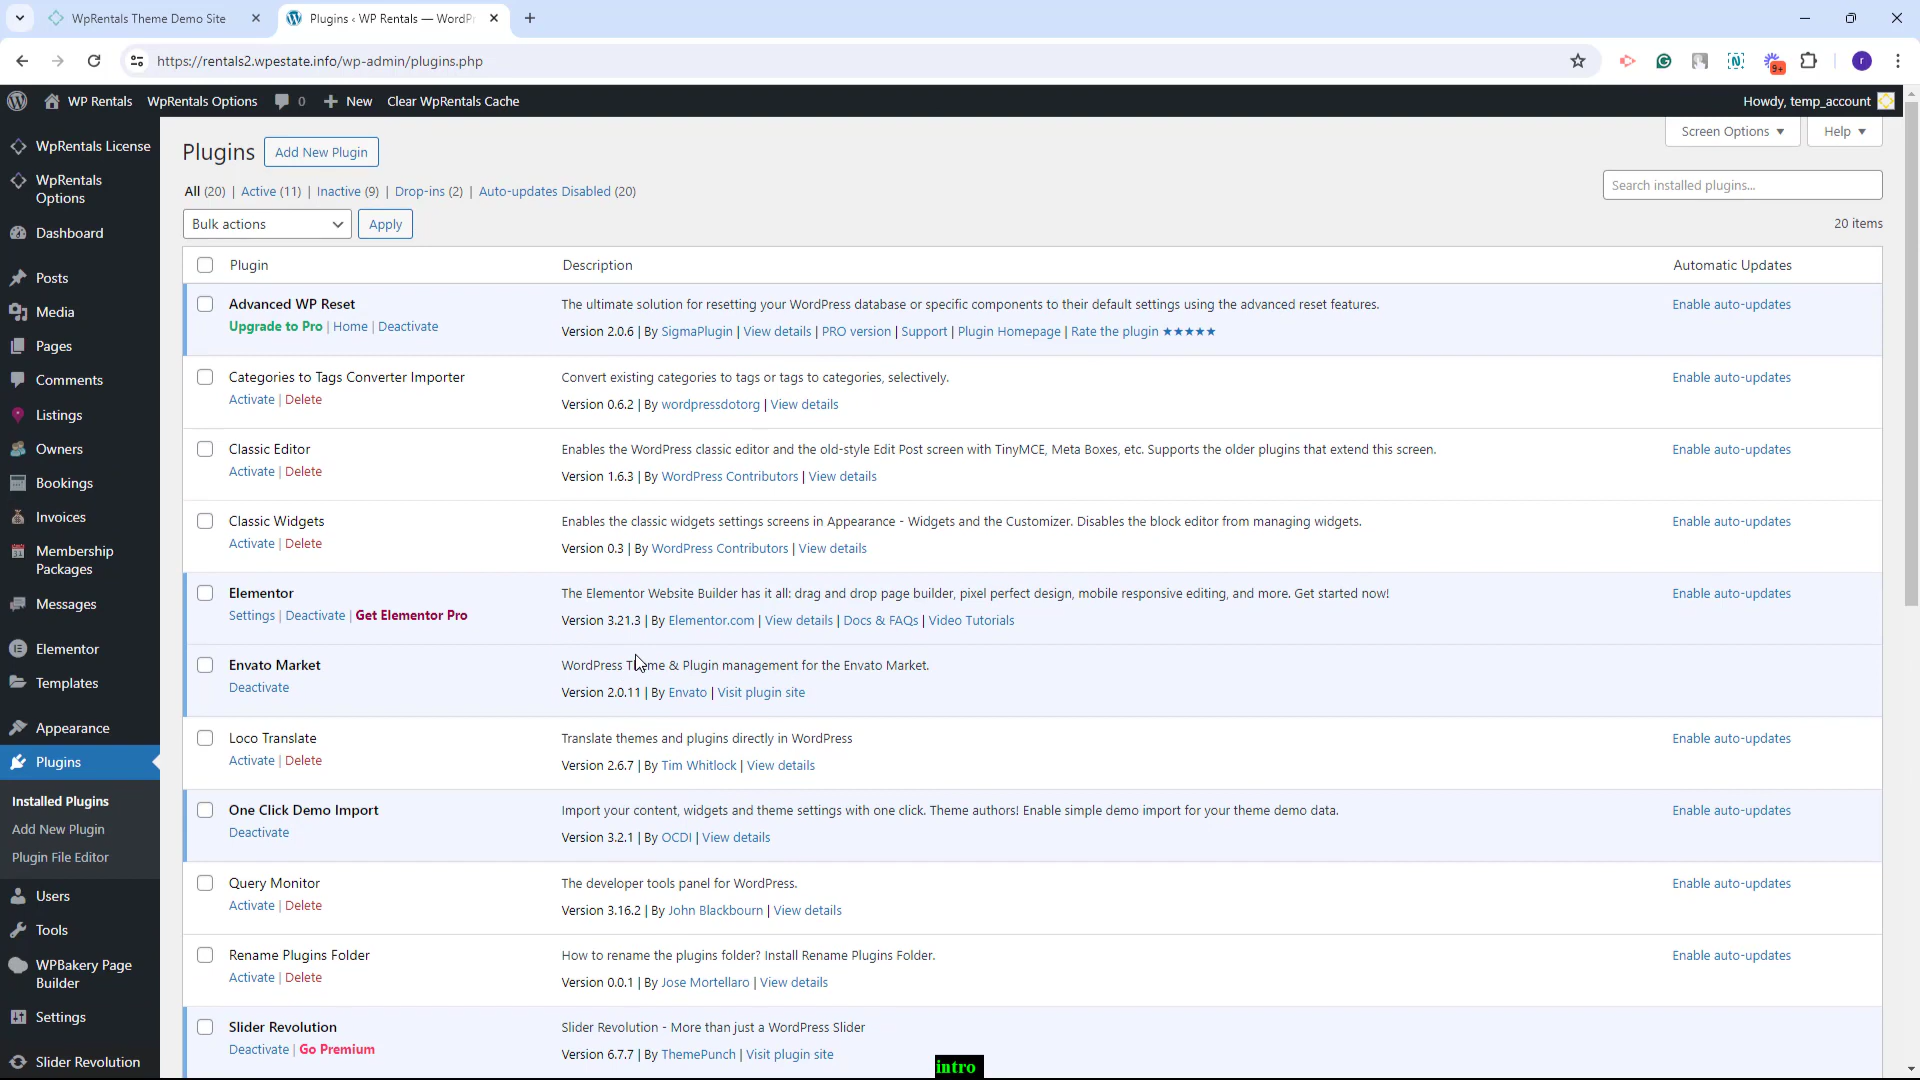 WpRentals Theme Demo Site
Plugins ‹ WP Rentals — WordPr
https://rentals2.wpestate.info/wp-admin/plugins.php
9+
r
WP Rentals WpRentals Options 0 New Clear WpRentals Cache
Howdy, temp_account
WpRentals License
WpRentals
Options
Dashboard
Posts
Media
Pages
Comments
Listings
Owners
Bookings
Invoices
Membership
Packages
Messages
Elementor
Templates
Appearance
Plugins
Installed Plugins
Add New Plugin
Plugin File Editor
Users
Tools
WPBakery Page
Builder
Settings
Slider Revolution
Screen Options ▼ Help ▼
Plugins Add New Plugin
All (20) | Active (11) | Inactive (9) | Drop-ins (2) | Auto-updates Disabled (20)
Search installed plugins...
Bulk actions Apply
20 items
Plugin Description Automatic Updates
Advanced WP Reset
Upgrade to Pro | Home | Deactivate
The ultimate solution for resetting your WordPress database or specific components to their default settings using the advanced reset features.
Version 2.0.6 | By SigmaPlugin | View details | PRO version | Support | Plugin Homepage | Rate the plugin ★★★★★
Enable auto-updates
Categories to Tags Converter Importer
Activate | Delete
Convert existing categories to tags or tags to categories, selectively.
Version 0.6.2 | By wordpressdotorg | View details
Enable auto-updates
Classic Editor
Activate | Delete
Enables the WordPress classic editor and the old-style Edit Post screen with TinyMCE, Meta Boxes, etc. Supports the older plugins that extend this screen.
Version 1.6.3 | By WordPress Contributors | View details
Enable auto-updates
Classic Widgets
Activate | Delete
Enables the classic widgets settings screens in Appearance - Widgets and the Customizer. Disables the block editor from managing widgets.
Version 0.3 | By WordPress Contributors | View details
Enable auto-updates
Elementor
Settings | Deactivate | Get Elementor Pro
The Elementor Website Builder has it all: drag and drop page builder, pixel perfect design, mobile responsive editing, and more. Get started now!
Version 3.21.3 | By Elementor.com | View details | Docs & FAQs | Video Tutorials
Enable auto-updates
Envato Market
Deactivate
WordPress Theme & Plugin management for the Envato Market.
Version 2.0.11 | By Envato | Visit plugin site
Loco Translate
Activate | Delete
Translate themes and plugins directly in WordPress
Version 2.6.7 | By Tim Whitlock | View details
Enable auto-updates
One Click Demo Import
Deactivate
Import your content, widgets and theme settings with one click. Theme authors! Enable simple demo import for your theme demo data.
Version 3.2.1 | By OCDI | View details
Enable auto-updates
Query Monitor
Activate | Delete
The developer tools panel for WordPress.
Version 3.16.2 | By John Blackbourn | View details
Enable auto-updates
Rename Plugins Folder
Activate | Delete
How to rename the plugins folder? Install Rename Plugins Folder.
Version 0.0.1 | By Jose Mortellaro | View details
Enable auto-updates
Slider Revolution
Deactivate | Go Premium
Slider Revolution - More than just a WordPress Slider
Version 6.7.7 | By ThemePunch | Visit plugin site
intro